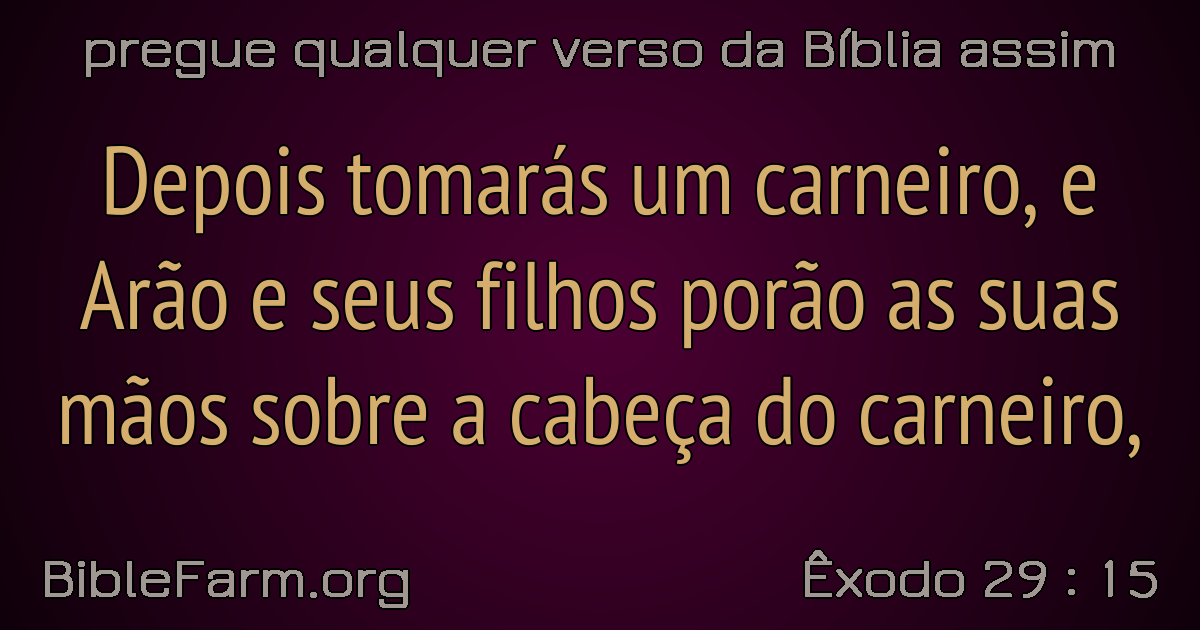 pregue qualquer verso da Bíblia assim
Depois tomarás um carneiro, e
Arão e seus filhos porão as suas
mãos sobre a cabeça do carneiro,
BibleFarm.org
Êxodo 29 : 15